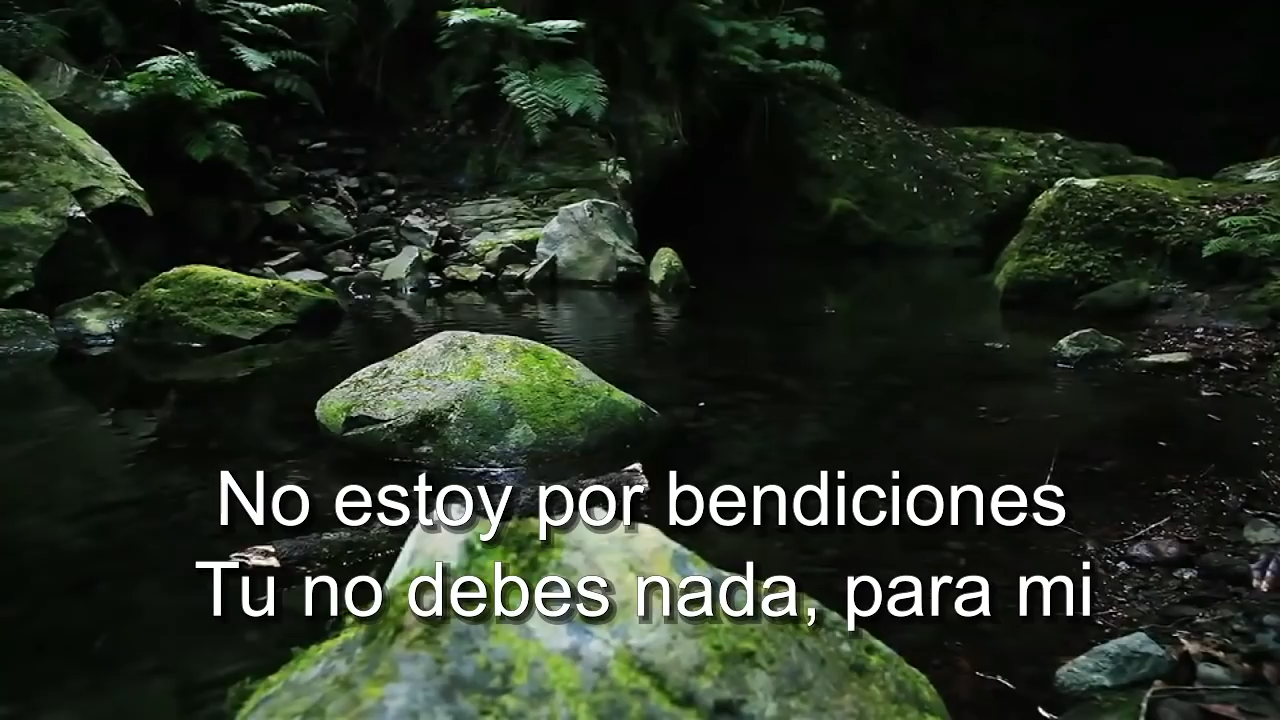 No estoy por bendiciones
Tu no debes nada, para mi